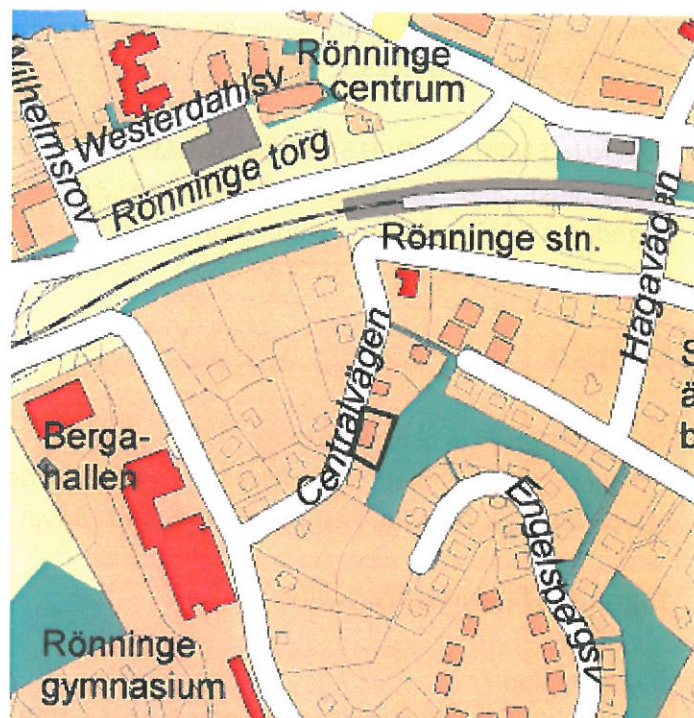 Rönninge
centrum
Wilhelmsrov
Westerdahlsv
Rönninge torg
Rönninge stn.
Hagavägen
Centralvägen
Berga-
hallen
Engelsbergsv
Rönninge
gymnasium